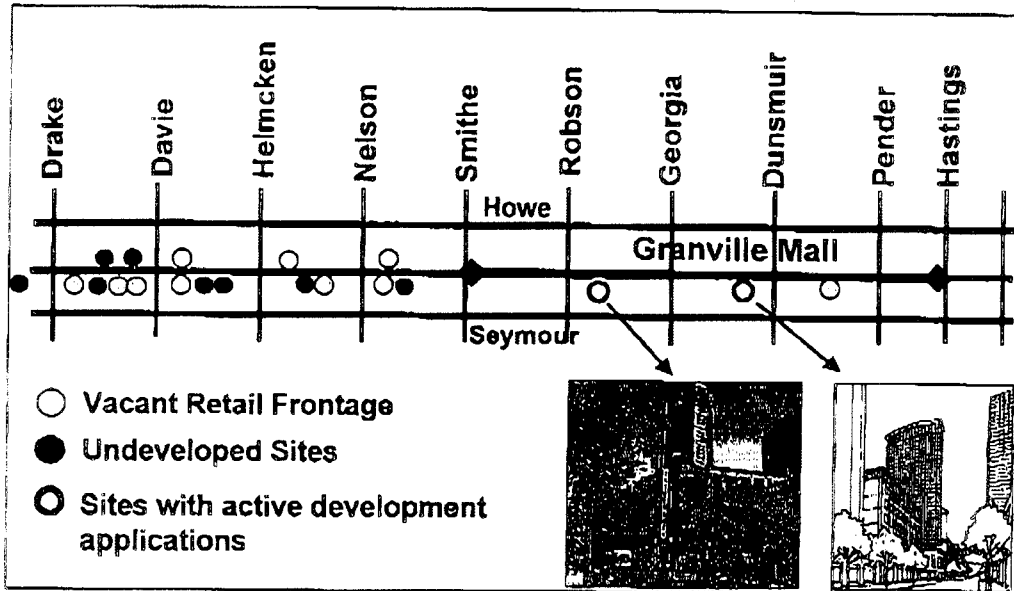 Drake
Davie
Helmcken
Nelson
Smithe
Robson
Georgia
Dunsmuir
Pender
Hastings
Howe
Granville Mall
Seymour
Vacant Retail Frontage
Undeveloped Sites
Sites with active development
applications